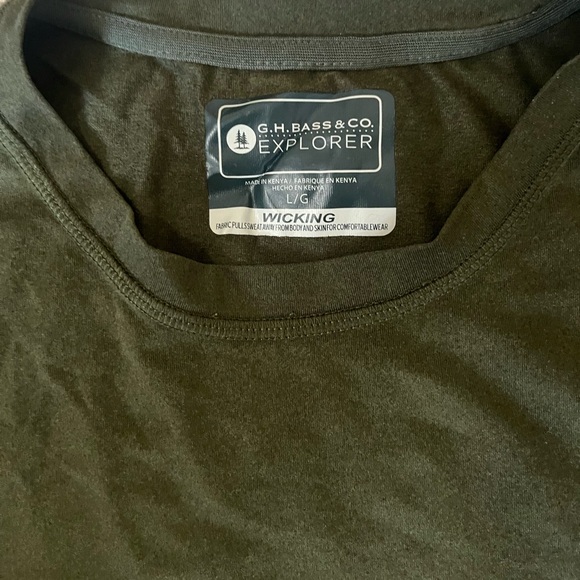 G.H.BASS & CO.
EXPLORER
MADE IN KENYA / FABRIQUE EN KENYA
HECHO EN KENYA
L/G
WICKING
FABRIC PULLS SWEAT AWAY FROM BODY AND SKIN FOR COMFORTABLE WEAR